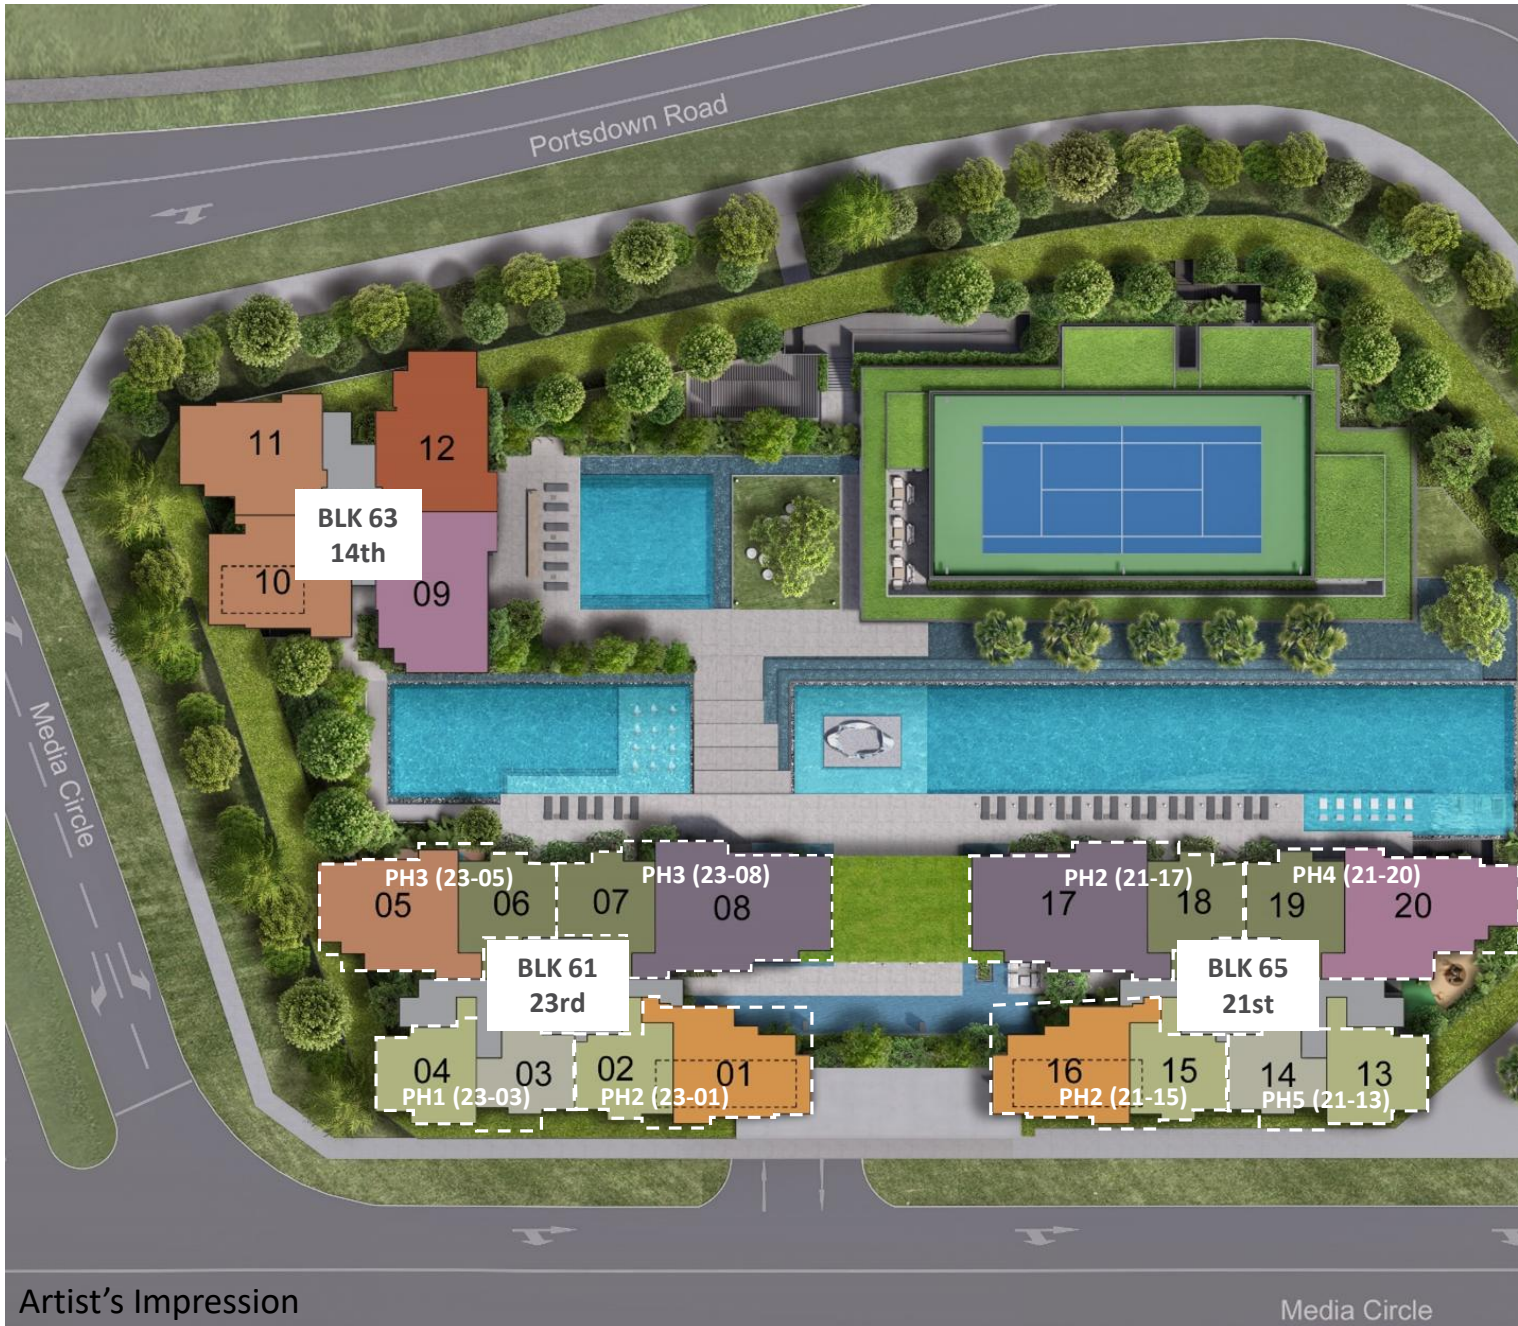 Portsdown Road
11
12
BLK 63
14th
10
09
Media Circle
PH3 (23-05)
05
06
07
PH3 (23-08)
08
PH2 (21-17)
17
18
19
PH4 (21-20)
20
BLK 61
23rd
BLK 65
21st
04
03
PH1 (23-03)
02
01
PH2 (23-01)
16
15
PH2 (21-15)
14
13
PH5 (21-13)
Artist's Impression
Media Circle